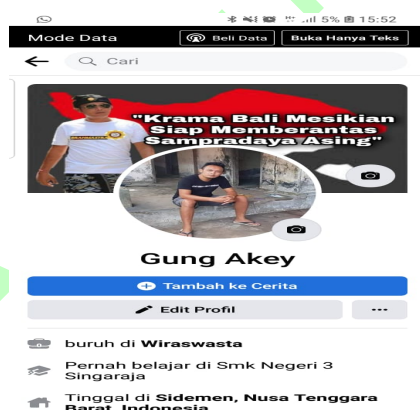 5% 15:52
Mode Data Beli Data Buka Hanya Teks
Cari
"Krama Bali Mesikian
Siap Memberantas
Sampradaya Asing"
Gung Akey
Tambah ke Cerita
Edit Profil
buruh di Wiraswasta
Pernah belajar di Smk Negeri 3
Singaraja
Tinggal di Sidemen, Nusa Tenggara
Barat, Indonesia